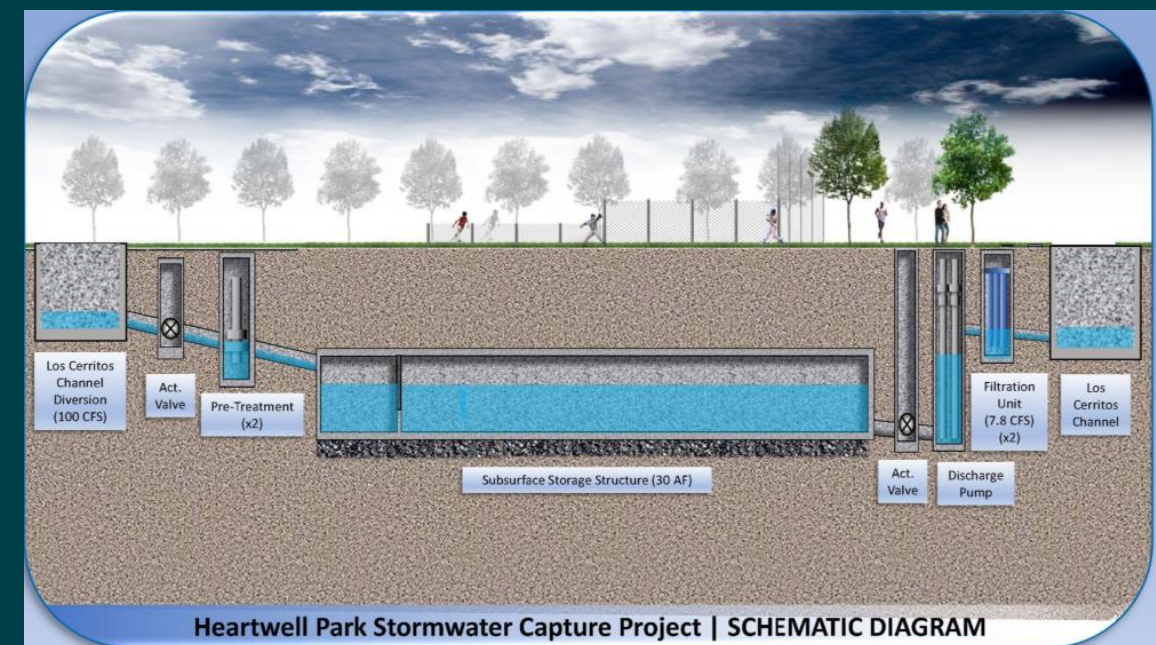 Los Cerritos
Channel
Diversion
(100 CFS)
Act.
Valve
Pre-Treatment
(x2)
Subsurface Storage Structure (30 AF)
Act.
Valve
Discharge
Pump
Filtration
Unit
(7.8 CFS)
(x2)
Los
Cerritos
Channel
Heartwell Park Stormwater Capture Project | SCHEMATIC DIAGRAM